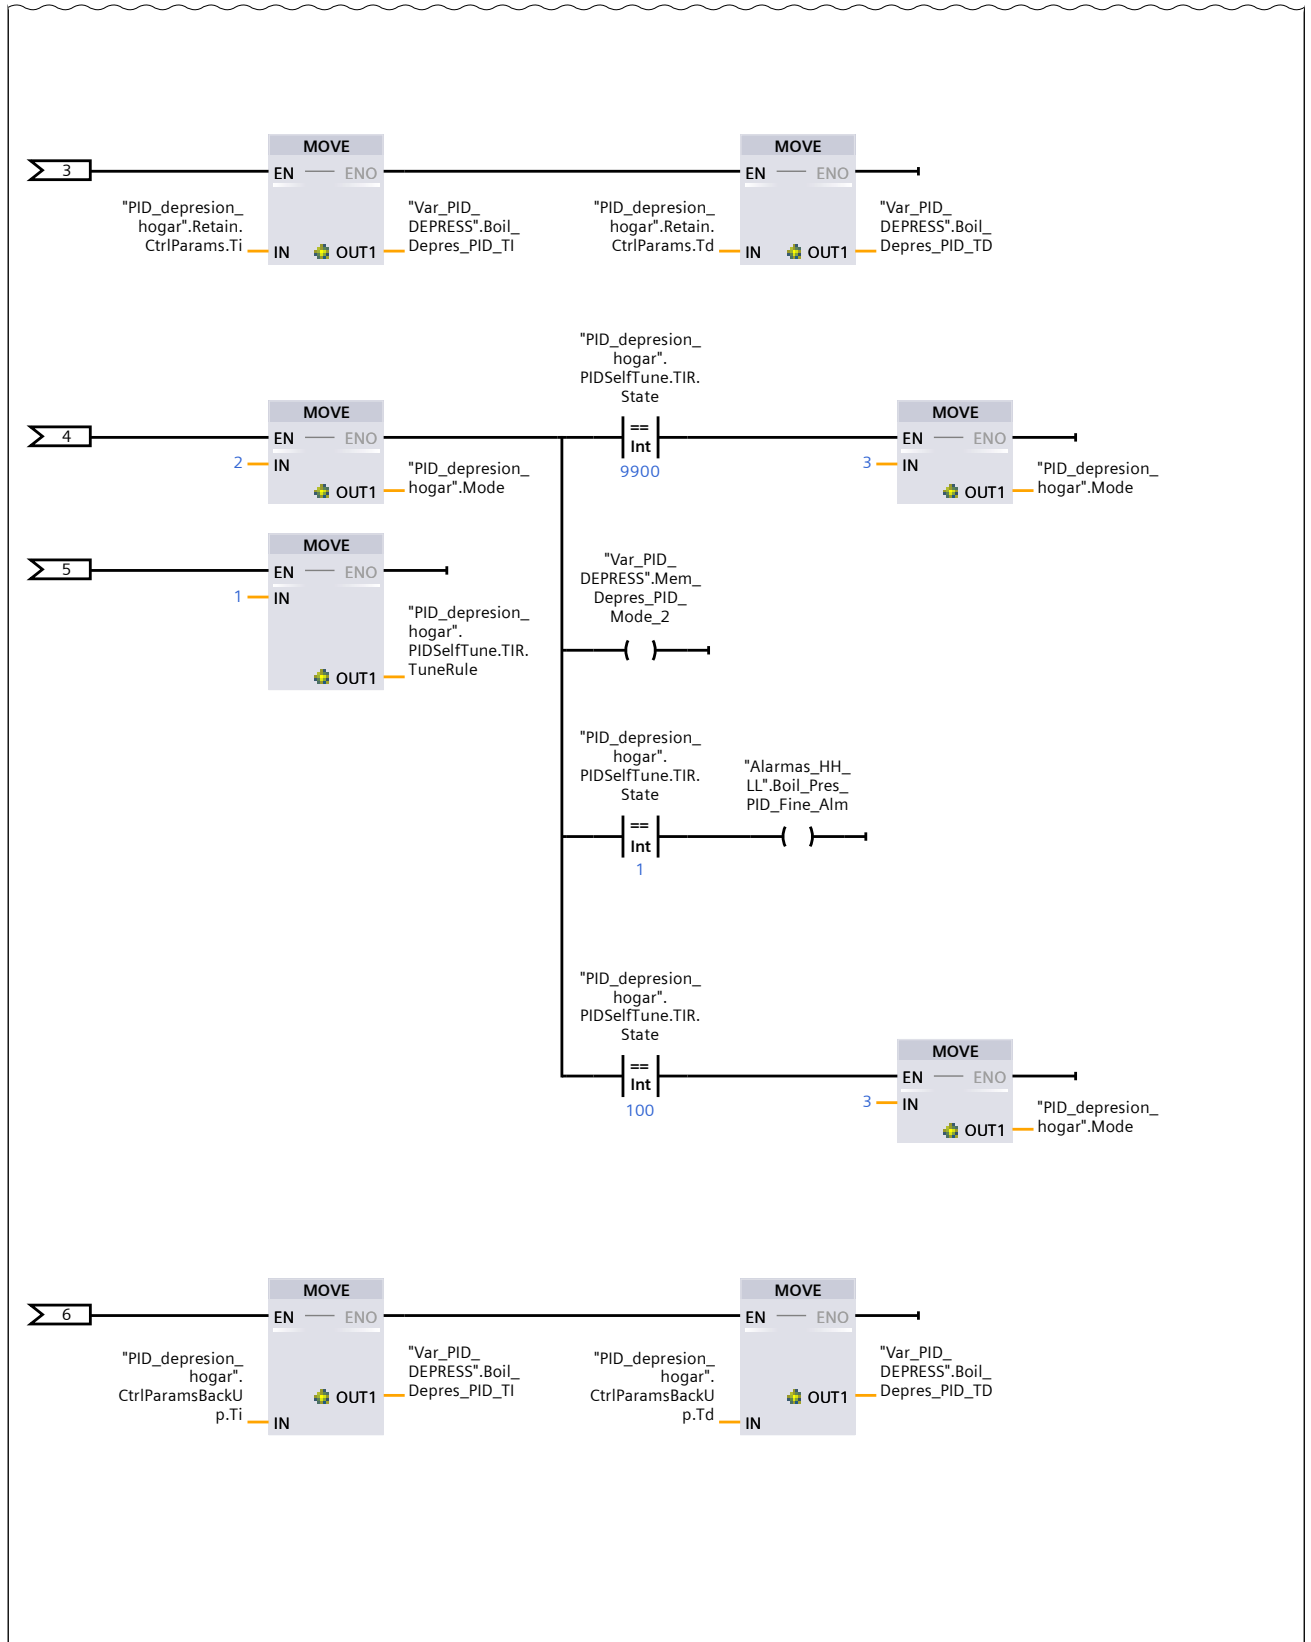 MOVE
MOVE
3
EN
ENO
EN
ENO
"PID_depresion_
hogar".Retain.
CtrlParams.Ti
IN
OUT1
"Var_PID_
DEPRESS".Boil_
Depres_PID_TI
"PID_depresion_
hogar".Retain.
CtrlParams.Td
IN
OUT1
"Var_PID_
DEPRESS".Boil_
Depres_PID_TD
"PID_depresion_
hogar".
PIDSelfTune.TIR.
State
MOVE
MOVE
4
EN
ENO
==
Int
9900
EN
ENO
2
IN
OUT1
"PID_depresion_
hogar".Mode
3
IN
OUT1
"PID_depresion_
hogar".Mode
MOVE
5
EN
ENO
1
IN
OUT1
"PID_depresion_
hogar".
PIDSelfTune.TIR.
TuneRule
"Var_PID_
DEPRESS".Mem_
Depres_PID_
Mode_2
"PID_depresion_
hogar".
PIDSelfTune.TIR.
State
"Alarmas_HH_
LL".Boil_Pres_
PID_Fine_Alm
==
Int
1
"PID_depresion_
hogar".
PIDSelfTune.TIR.
State
MOVE
==
Int
100
EN
ENO
3
IN
OUT1
"PID_depresion_
hogar".Mode
MOVE
MOVE
6
EN
ENO
EN
ENO
"PID_depresion_
hogar".
CtrlParamsBackU
p.Ti
IN
OUT1
"Var_PID_
DEPRESS".Boil_
Depres_PID_TI
"PID_depresion_
hogar".
CtrlParamsBackU
p.Td
IN
OUT1
"Var_PID_
DEPRESS".Boil_
Depres_PID_TD